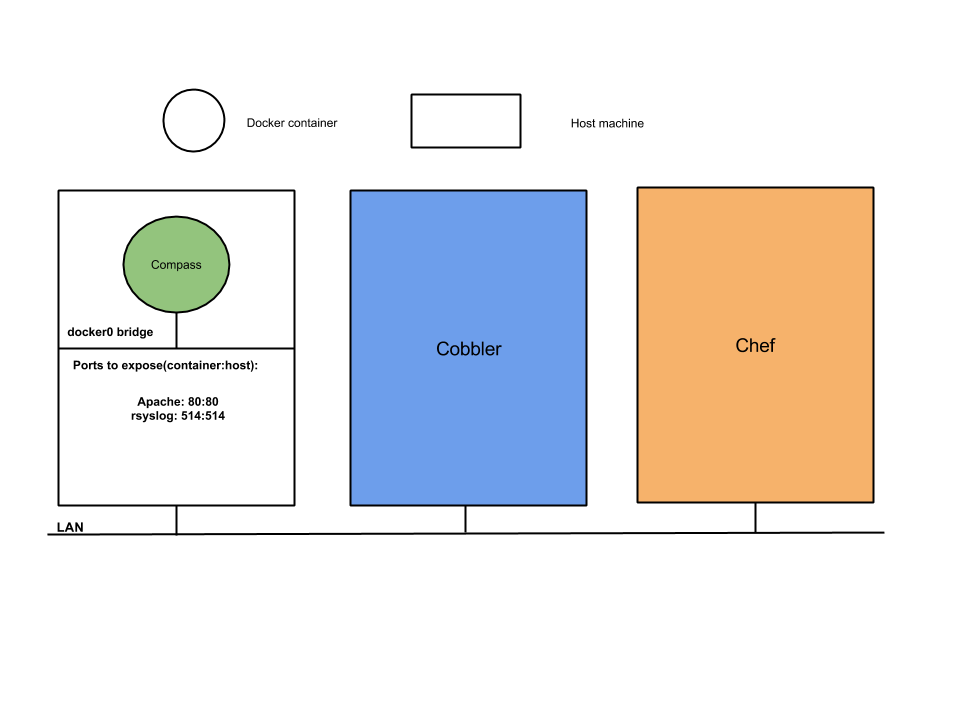 Docker container
Host machine
Compass
docker0 bridge
Ports to expose(container:host):
Apache: 80:80
rsyslog: 514:514
Cobbler
Chef
LAN